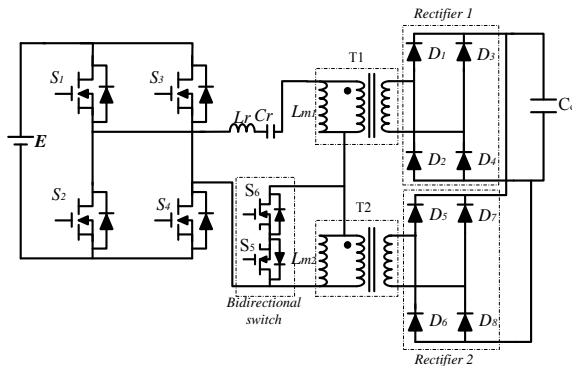 Rectifier 1
T1
D1
D3
S1
S3
Lm1
Lr
Cr
C
E
D2
D4
S2
S4
S6
T2
D5
D7
S5
Lm2
Bidirectional
switch
D6
D8
Rectifier 2